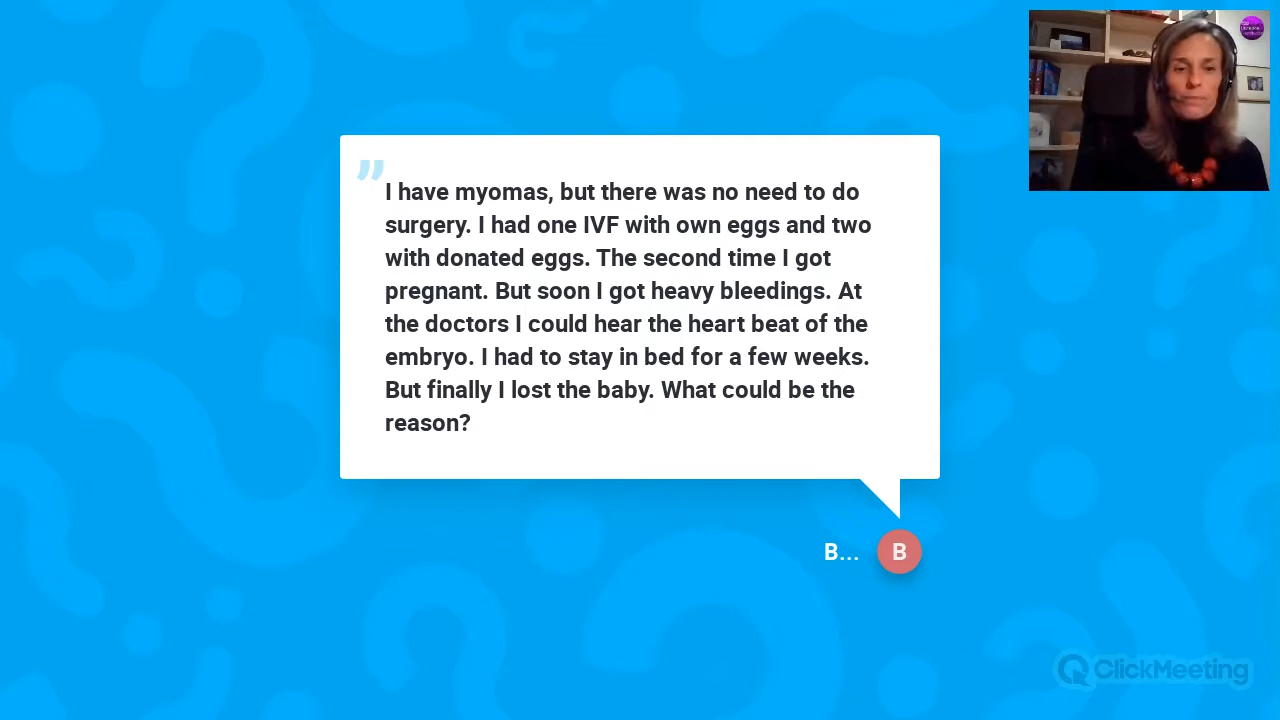 I have myomas, but there was no need to do
surgery. I had one IVF with own eggs and two
with donated eggs. The second time I got
pregnant. But soon I got heavy bleedings. At
the doctors I could hear the heart beat of the
embryo. I had to stay in bed for a few weeks.
But finally I lost the baby. What could be the
reason?
B... B
ClickMeeting